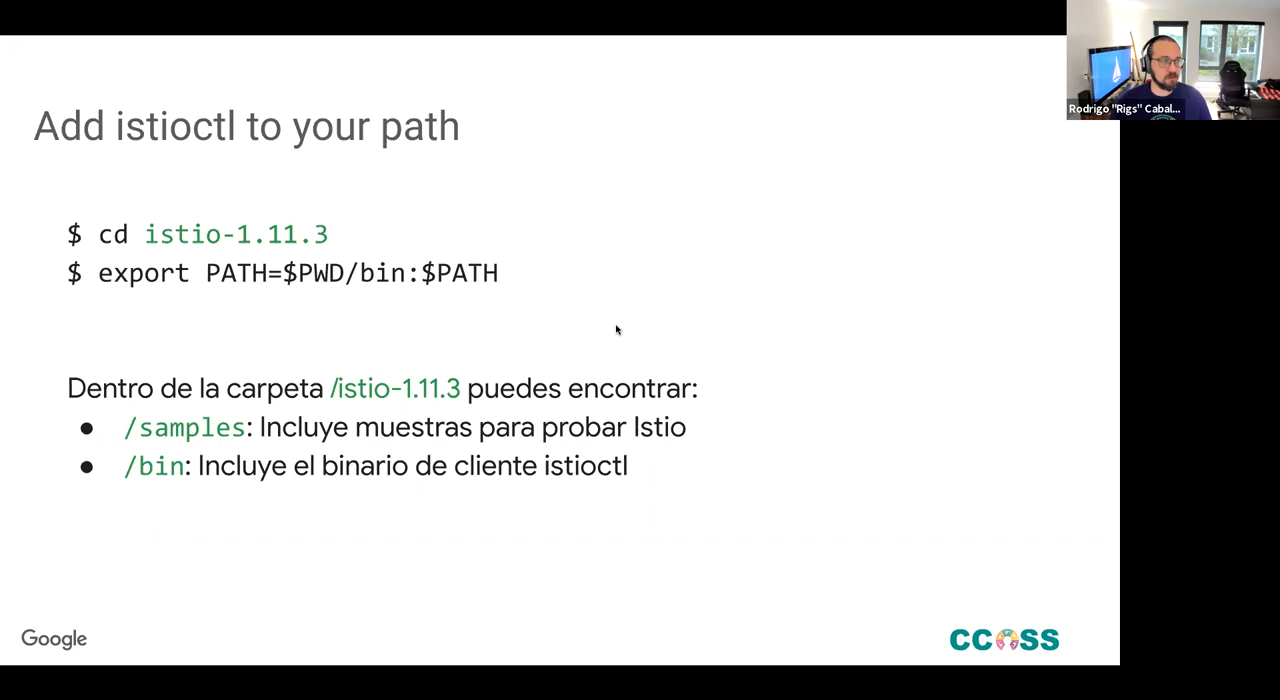 Rodrigo "Rigs" Cabal...
Add istioctl to your path
$ cd istio-1.11.3
$ export PATH=$PWD/bin:$PATH
Dentro de la carpeta /istio-1.11.3 puedes encontrar:
● /samples: Incluye muestras para probar Istio
● /bin: Incluye el binario de cliente istioctl
Google
CCOSS